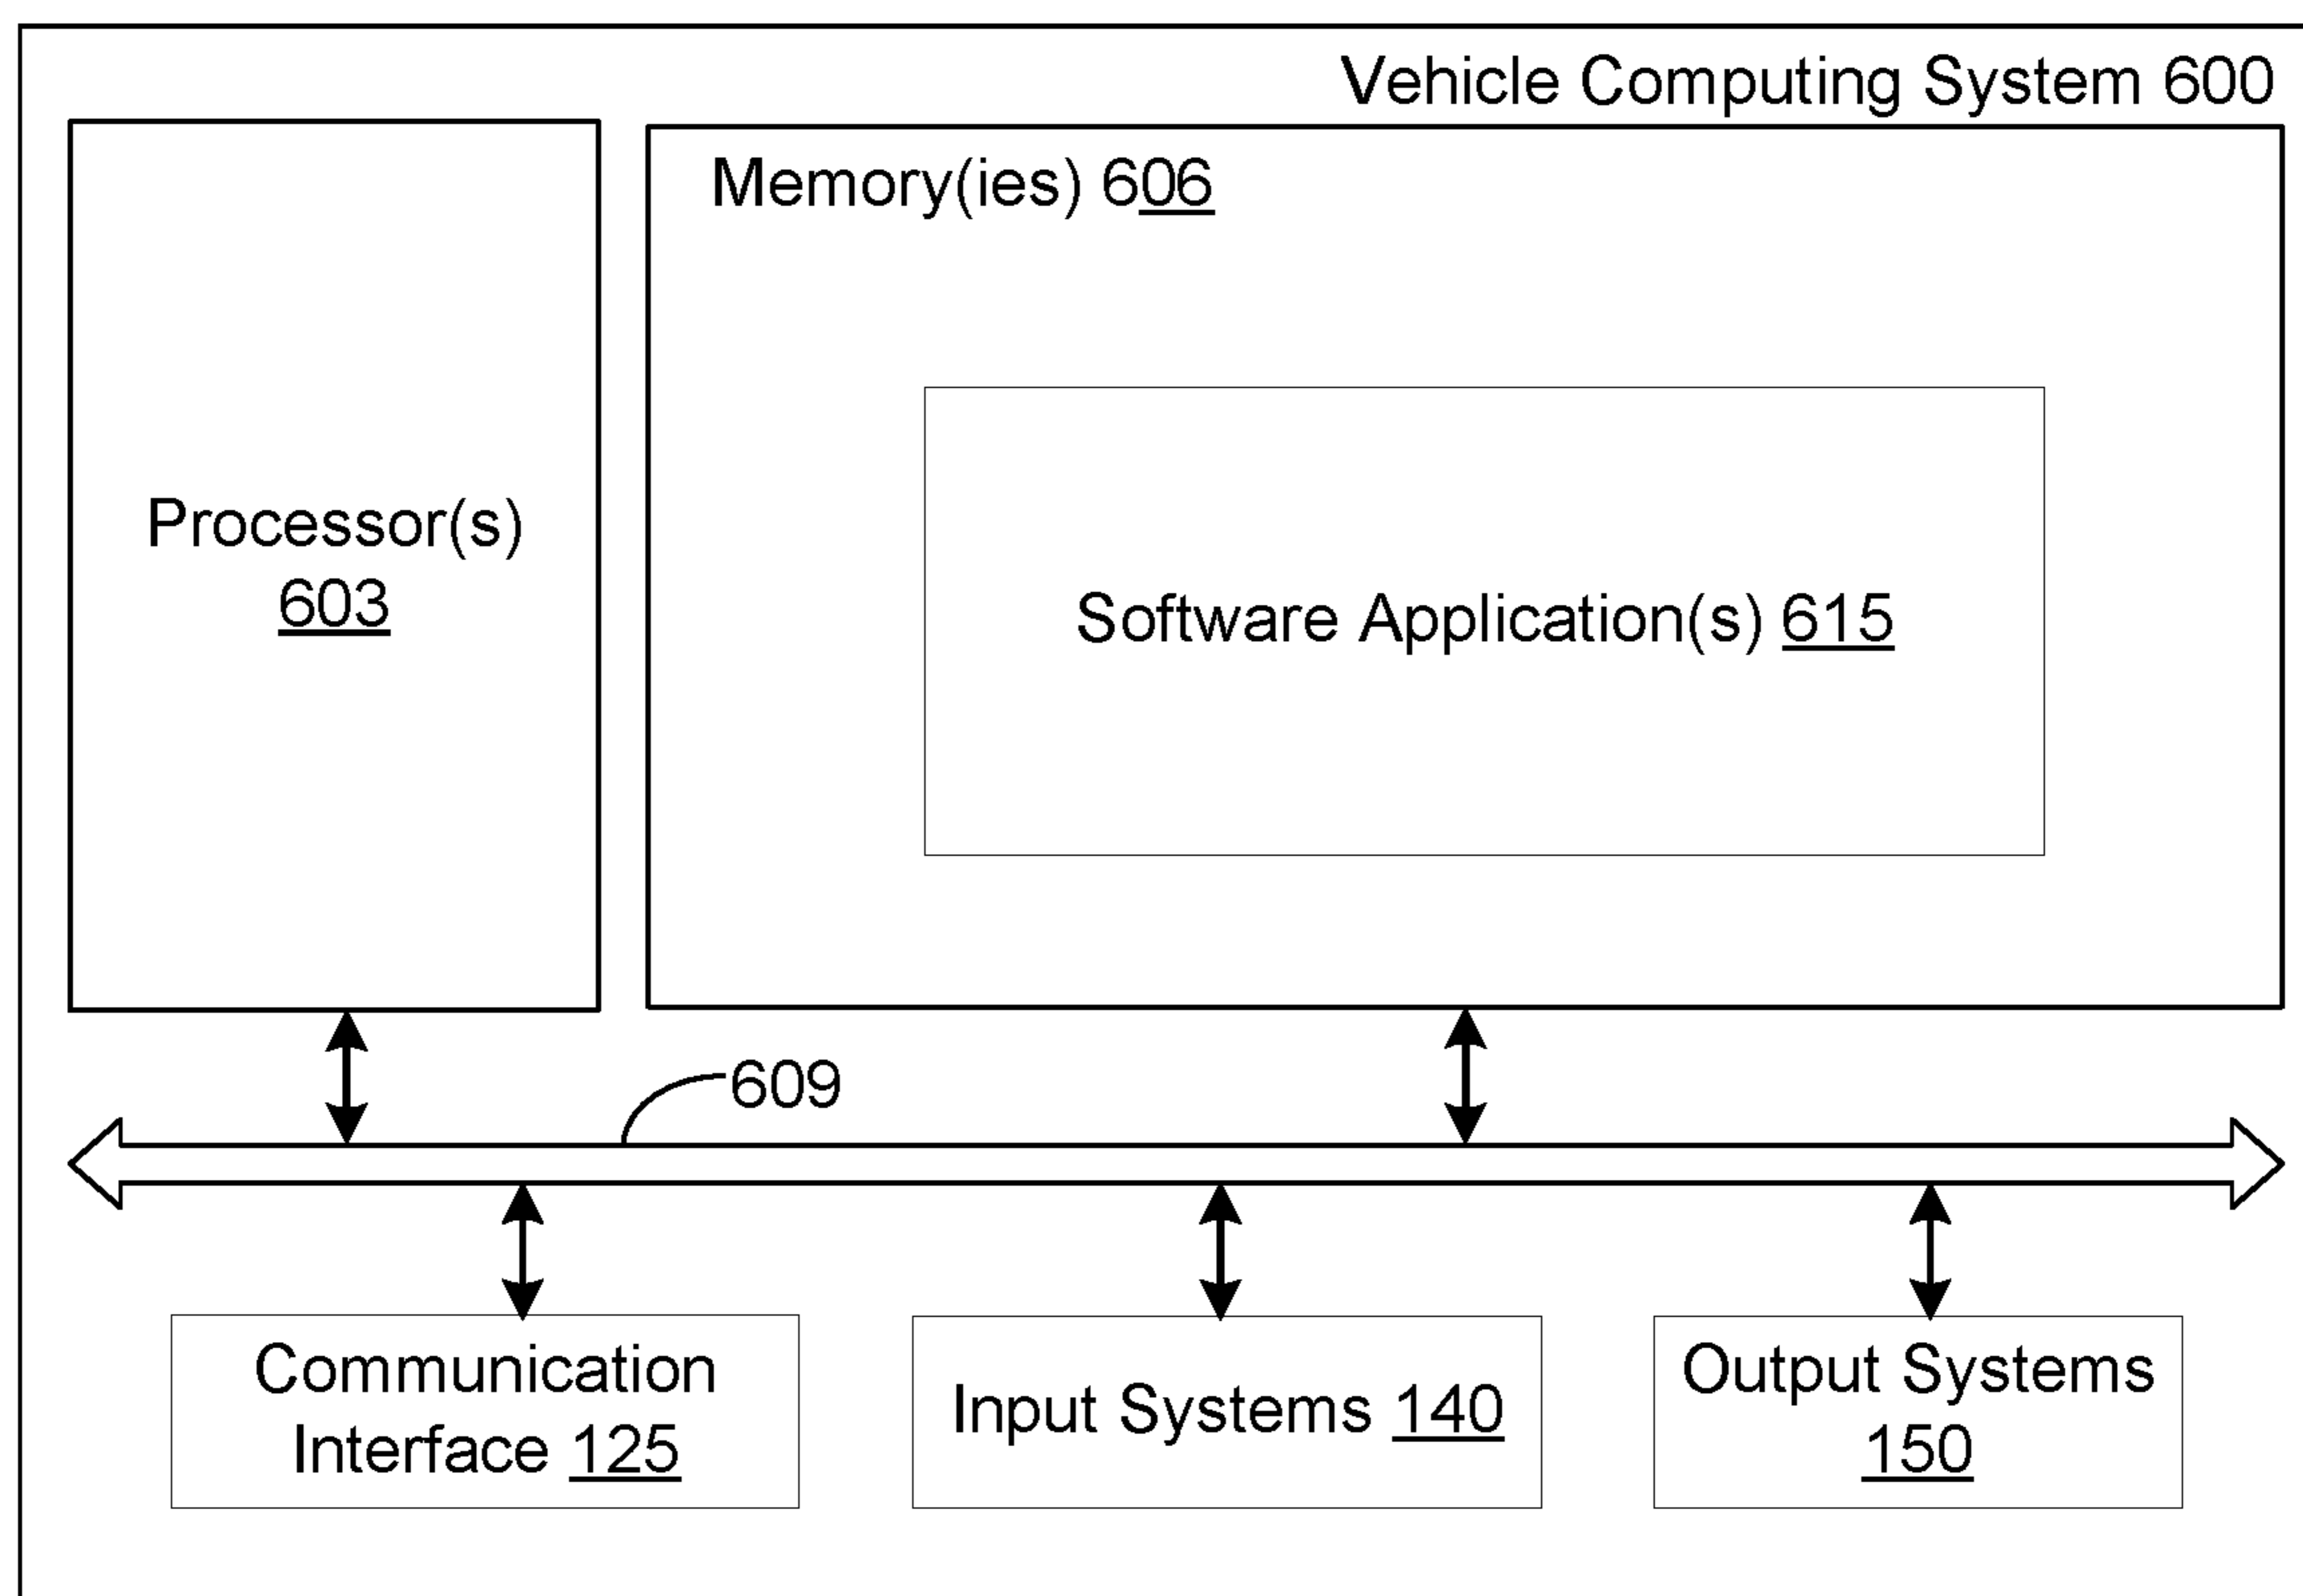 Vehicle Computing System 600
Memory(ies) 606
Processor(s)
603
Software Application(s) 615
609
Communication
Interface 125
Input Systems 140
Output Systems
150